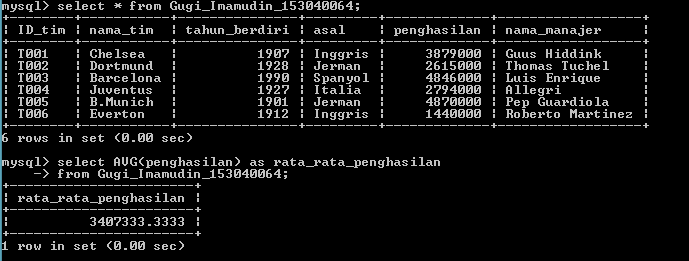 mysql> select * from Gugi_Imamudin_153040064;
+--------+-----------+---------------+---------+-------------+------------------+
| ID_tim | nama_tim | tahun_berdiri | asal | penghasilan | nama_manajer |
+--------+-----------+---------------+---------+-------------+------------------+
| T001 | Chelsea | 1907 | Inggris | 3879000 | Guus Hiddink |
| T002 | Dortmund | 1928 | Jerman | 2615000 | Thomas Tuchel |
| T003 | Barcelona | 1990 | Spanyol | 4846000 | Luis Enrique |
| T004 | Juventus | 1927 | Italia | 2794000 | Allegri |
| T005 | B.Munich | 1901 | Jerman | 4870000 | Pep Guardiola |
| T006 | Everton | 1912 | Inggris | 1440000 | Roberto Martinez |
+--------+-----------+---------------+---------+-------------+------------------+
6 rows in set (0.00 sec)
mysql> select AVG(penghasilan) as rata_rata_penghasilan
-> from Gugi_Imamudin_153040064;
+-----------------------+
| rata_rata_penghasilan |
+-----------------------+
| 3407333.3333 |
+-----------------------+
1 row in set (0.00 sec)